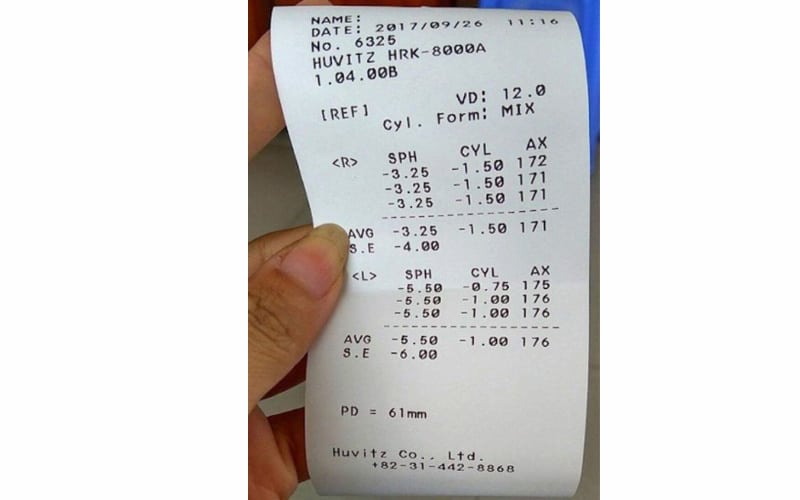 NAME:
DATE: 2017/09/26 11:16
No. 6325
HUVITZ HRK-8000A
1.04.00B
[REF] VD: 12.0
Cyl. Form: MIX
<R> SPH CYL AX
-3.25 -1.50 172
-3.25 -1.50 171
-3.25 -1.50 171
AVG -3.25 -1.50 171
S.E -4.00
<L> SPH CYL AX
-5.50 -0.75 175
-5.50 -1.00 176
-5.50 -1.00 176
AVG -5.50 -1.00 176
S.E -6.00
PD = 61mm
Huvitz Co., Ltd.
+82-31-442-8868